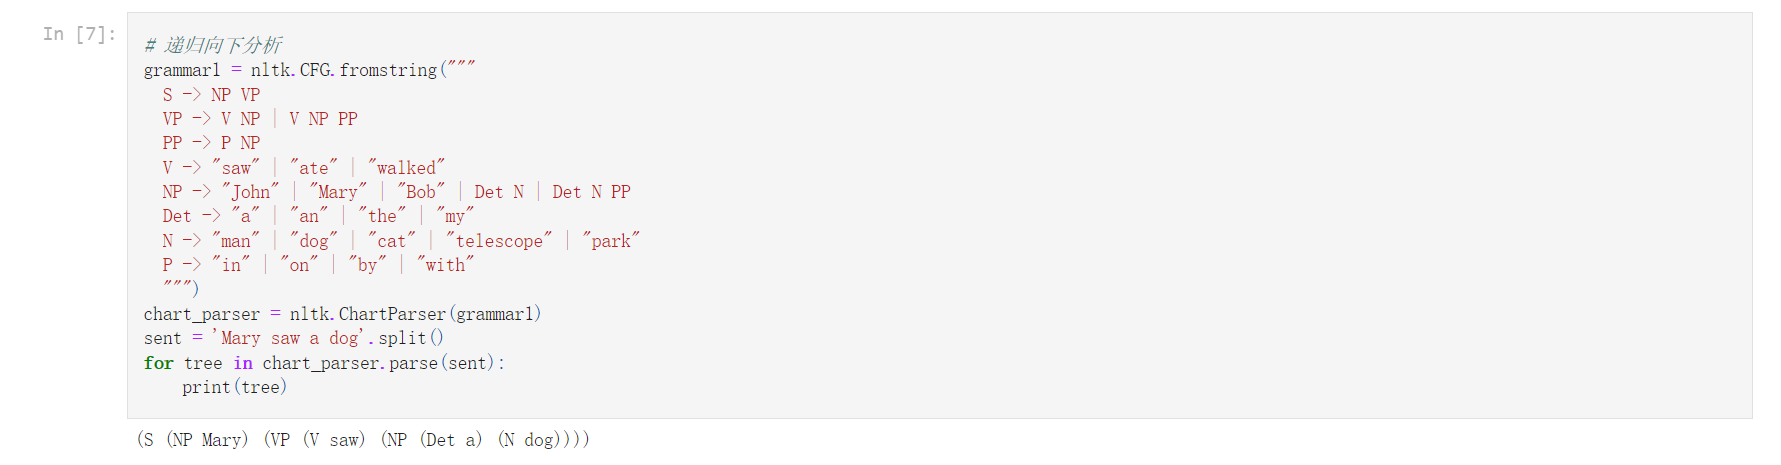 In [7]:
# 递归向下分析
grammar1 = nltk.CFG.fromstring("""
  S -> NP VP
  VP -> V NP | V NP PP
  PP -> P NP
  V -> "saw" | "ate" | "walked"
  NP -> "John" | "Mary" | "Bob" | Det N | Det N PP
  Det -> "a" | "an" | "the" | "my"
  N -> "man" | "dog" | "cat" | "telescope" | "park"
  P -> "in" | "on" | "by" | "with"
  """)
chart_parser = nltk.ChartParser(grammar1)
sent = 'Mary saw a dog'.split()
for tree in chart_parser.parse(sent):
    print(tree)
(S (NP Mary) (VP (V saw) (NP (Det a) (N dog))))